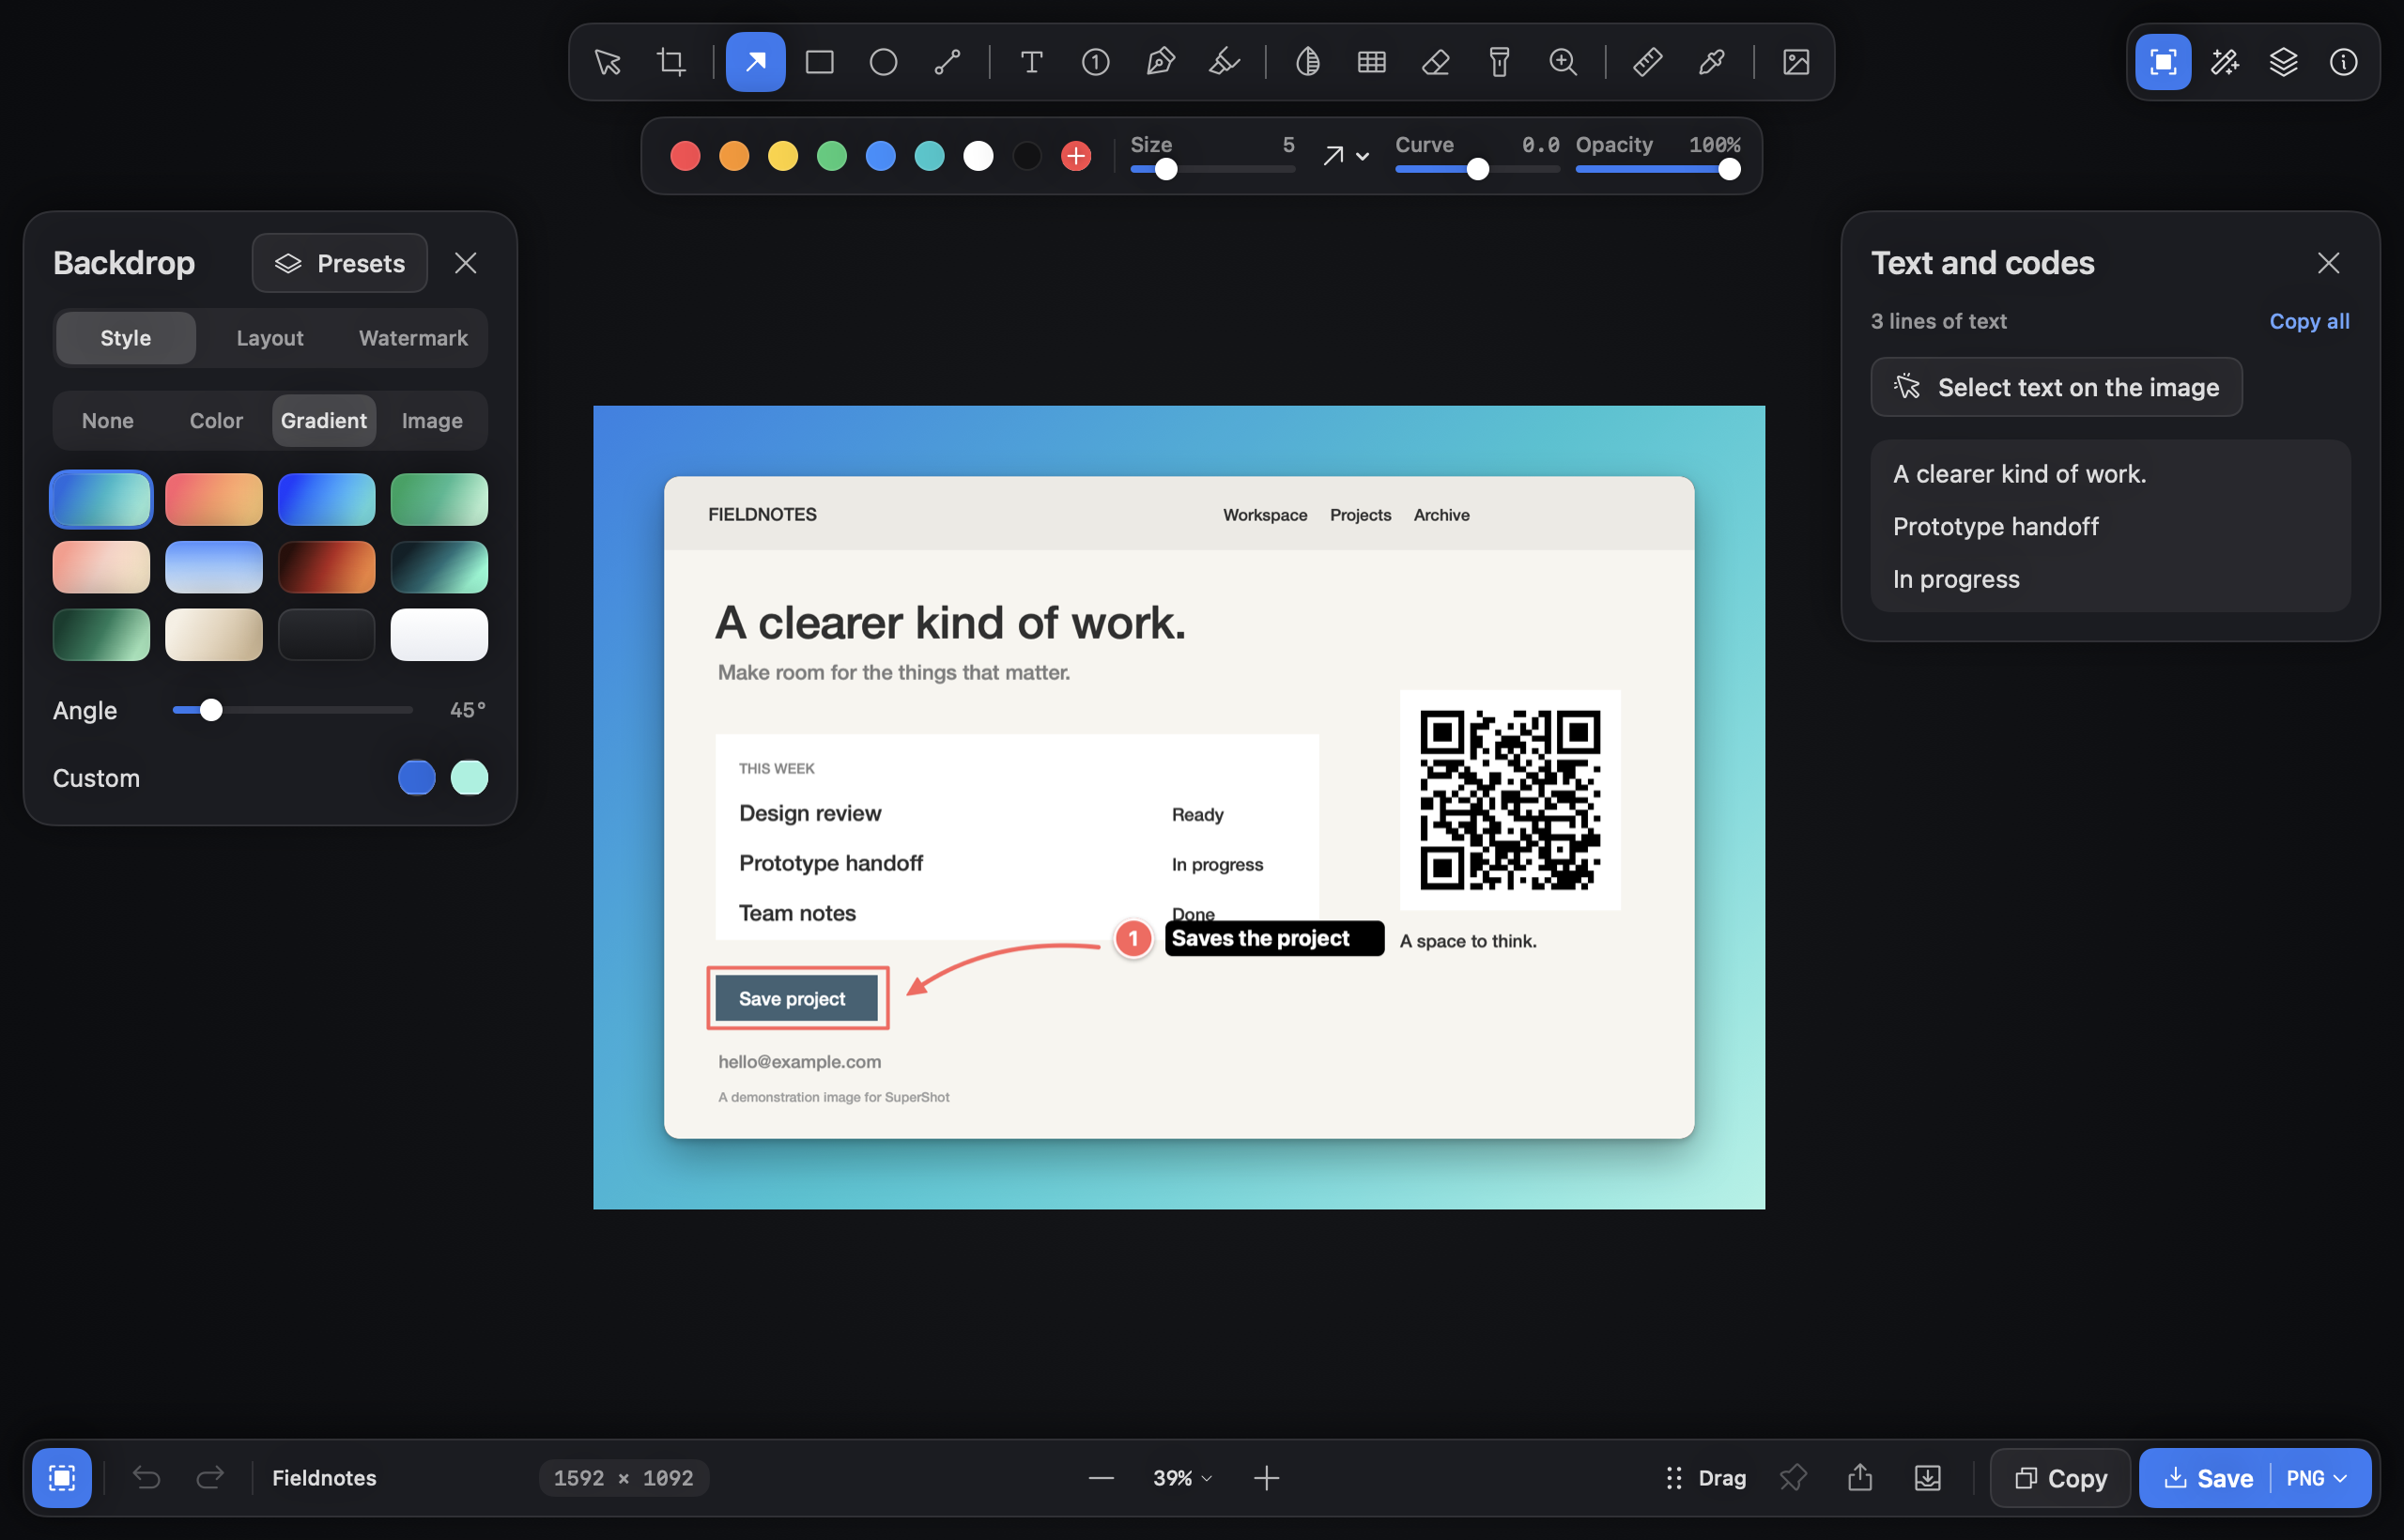 Size 5 Curve 0.0 Opacity 100%
Backdrop Presets
Style Layout Watermark
None Color Gradient Image
Angle 45°
Custom
Text and codes
3 lines of text Copy all
Select text on the image
A clearer kind of work.
Prototype handoff
In progress
FIELDNOTES Workspace Projects Archive
A clearer kind of work.
Make room for the things that matter.
THIS WEEK
Design review Ready
Prototype handoff In progress
Team notes Done
1 Saves the project
A space to think.
Save project
hello@example.com
A demonstration image for SuperShot
Fieldnotes 1592 × 1092 39% Drag Copy Save PNG